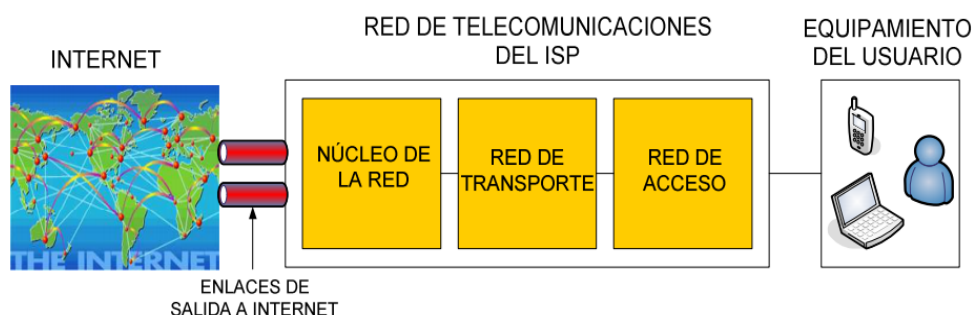 INTERNET
RED DE TELECOMUNICACIONES
DEL ISP
EQUIPAMIENTO
DEL USUARIO
NÚCLEO DE
LA RED
RED DE
TRANSPORTE
RED DE
ACCESO
THE INTERNET
ENLACES DE
SALIDA A INTERNET